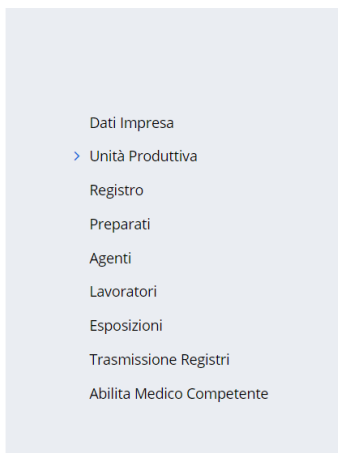 Dati Impresa
Unità Produttiva
Registro
Preparati
Agenti
Lavoratori
Esposizioni
Trasmissione Registri
Abilita Medico Competente